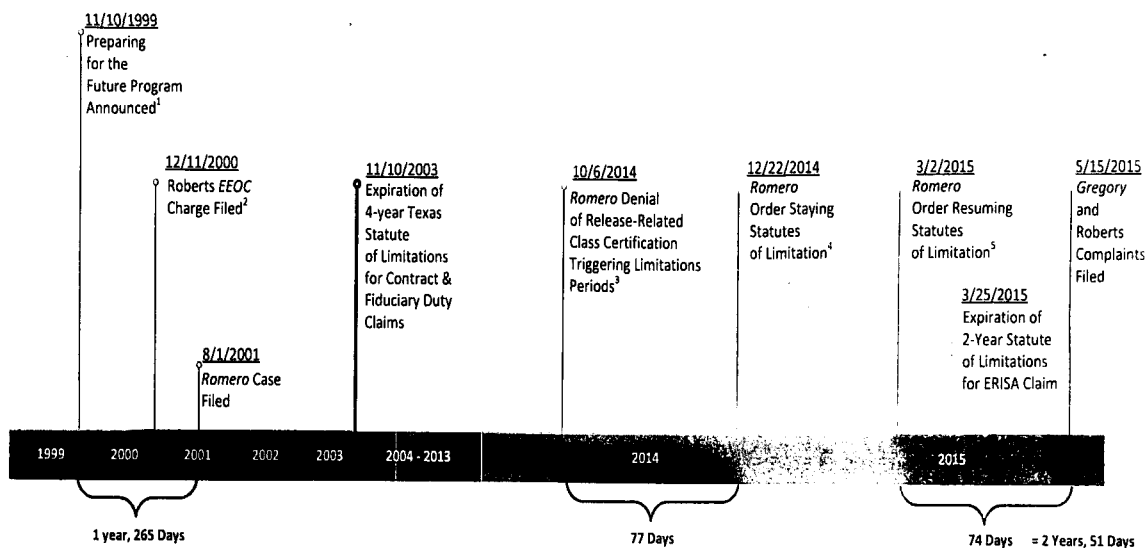 11/10/1999
Preparing
for the
Future Program
Announced¹
12/11/2000
Roberts EEOC
Charge Filed²
8/1/2001
Romero Case
Filed
11/10/2003
Expiration of
4-year Texas
Statute
of Limitations
for Contract &
Fiduciary Duty
Claims
10/6/2014
Romero Denial
of Release-Related
Class Certification
Triggering Limitations
Periods³
12/22/2014
Romero
Order Staying
Statutes
of Limitation⁴
3/2/2015
Romero
Order Resuming
Statutes
of Limitation⁵
3/25/2015
Expiration of
2-Year Statute
of Limitations
for ERISA Claim
5/15/2015
Gregory
and
Roberts
Complaints
Filed
1999 2000 2001 2002 2003 2004 - 2013 2014 2015
1 year, 265 Days 77 Days 74 Days = 2 Years, 51 Days